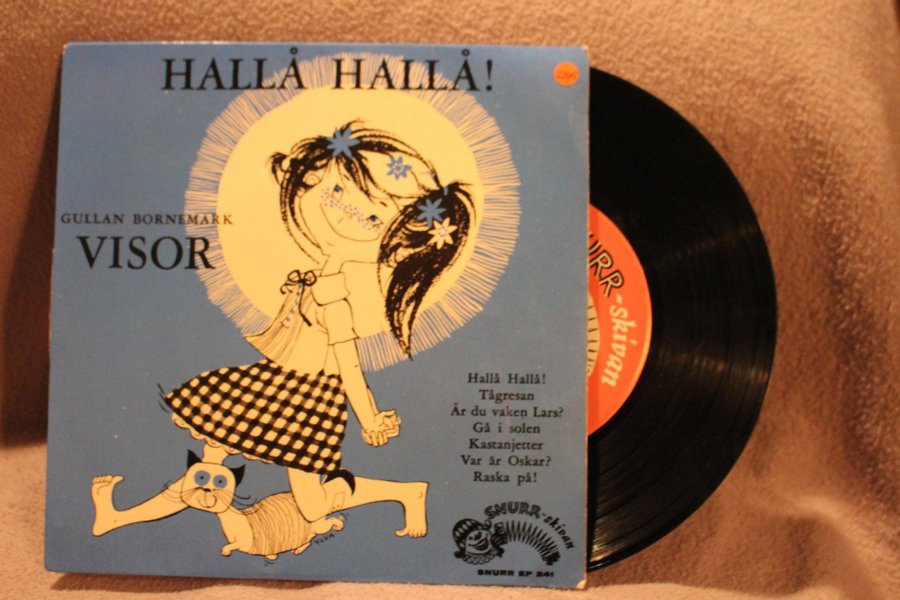 HALLÅ HALLÅ!
GULLAN BORNEMARK
VISOR
Hallå Hallå!
Tågresan
Är du vaken Lars?
Gå i solen
Kastanjetter
Var är Oskar?
Raska på!
SNURR-skivan
SNURR EP 241
URR-skivan